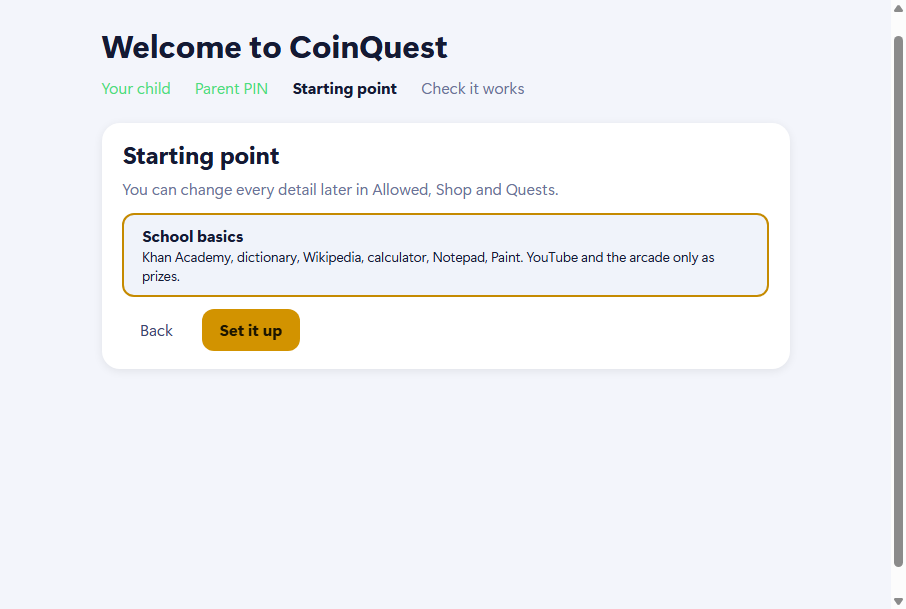 Welcome to CoinQuest
Your child Parent PIN Starting point Check it works
Starting point
You can change every detail later in Allowed, Shop and Quests.
School basics
Khan Academy, dictionary, Wikipedia, calculator, Notepad, Paint. YouTube and the arcade only as
prizes.
Back Set it up